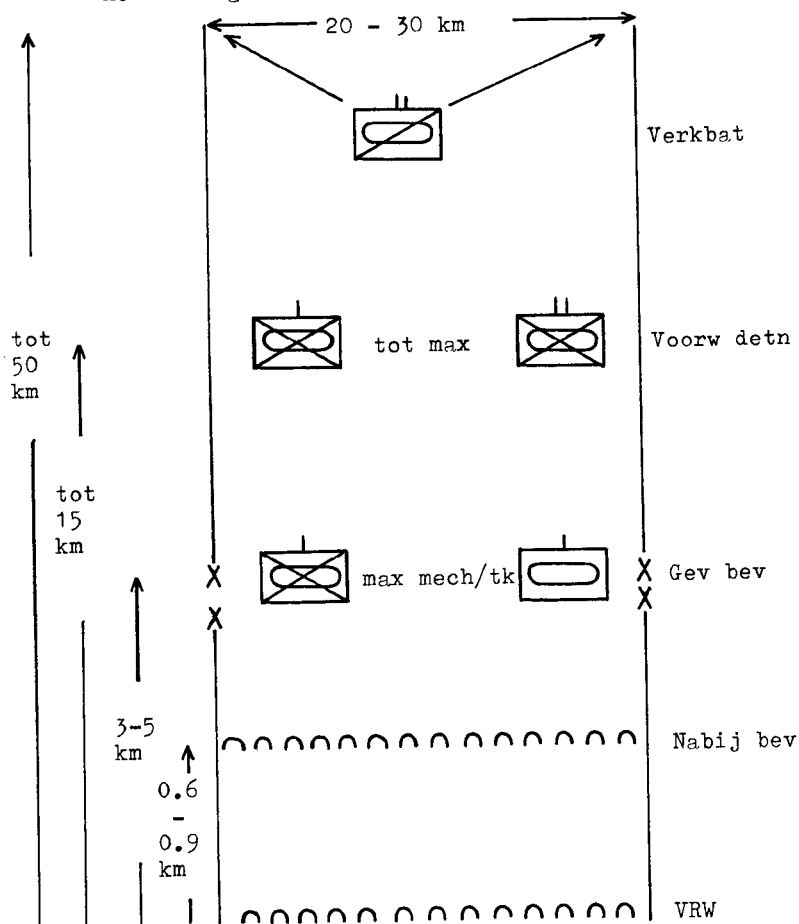 20 - 30 km
Verkbat
tot
50
km
tot max
Voorw detn
tot
15
km
max mech/tk
Gev bev
X
X
X
X
3-5
km
Nabij bev
0.6
-
0.9
km
VRW